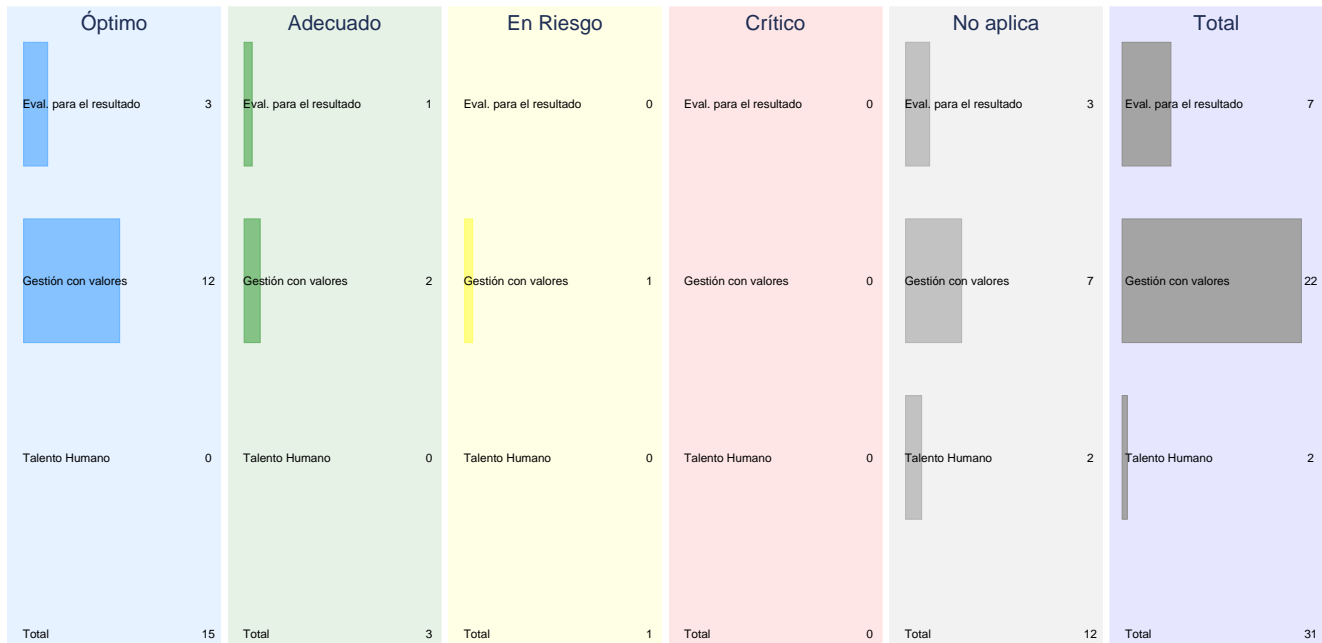 Óptimo Adecuado En Riesgo Crítico No aplica Total
Eval. para el resultado 3 Eval. para el resultado 1 Eval. para el resultado 0 Eval. para el resultado 0 Eval. para el resultado 3 Eval. para el resultado 7
Gestión con valores 12 Gestión con valores 2 Gestión con valores 1 Gestión con valores 0 Gestión con valores 7 Gestión con valores 22
Talento Humano 0 Talento Humano 0 Talento Humano 0 Talento Humano 0 Talento Humano 2 Talento Humano 2
Total 15 Total 3 Total 1 Total 0 Total 12 Total 31